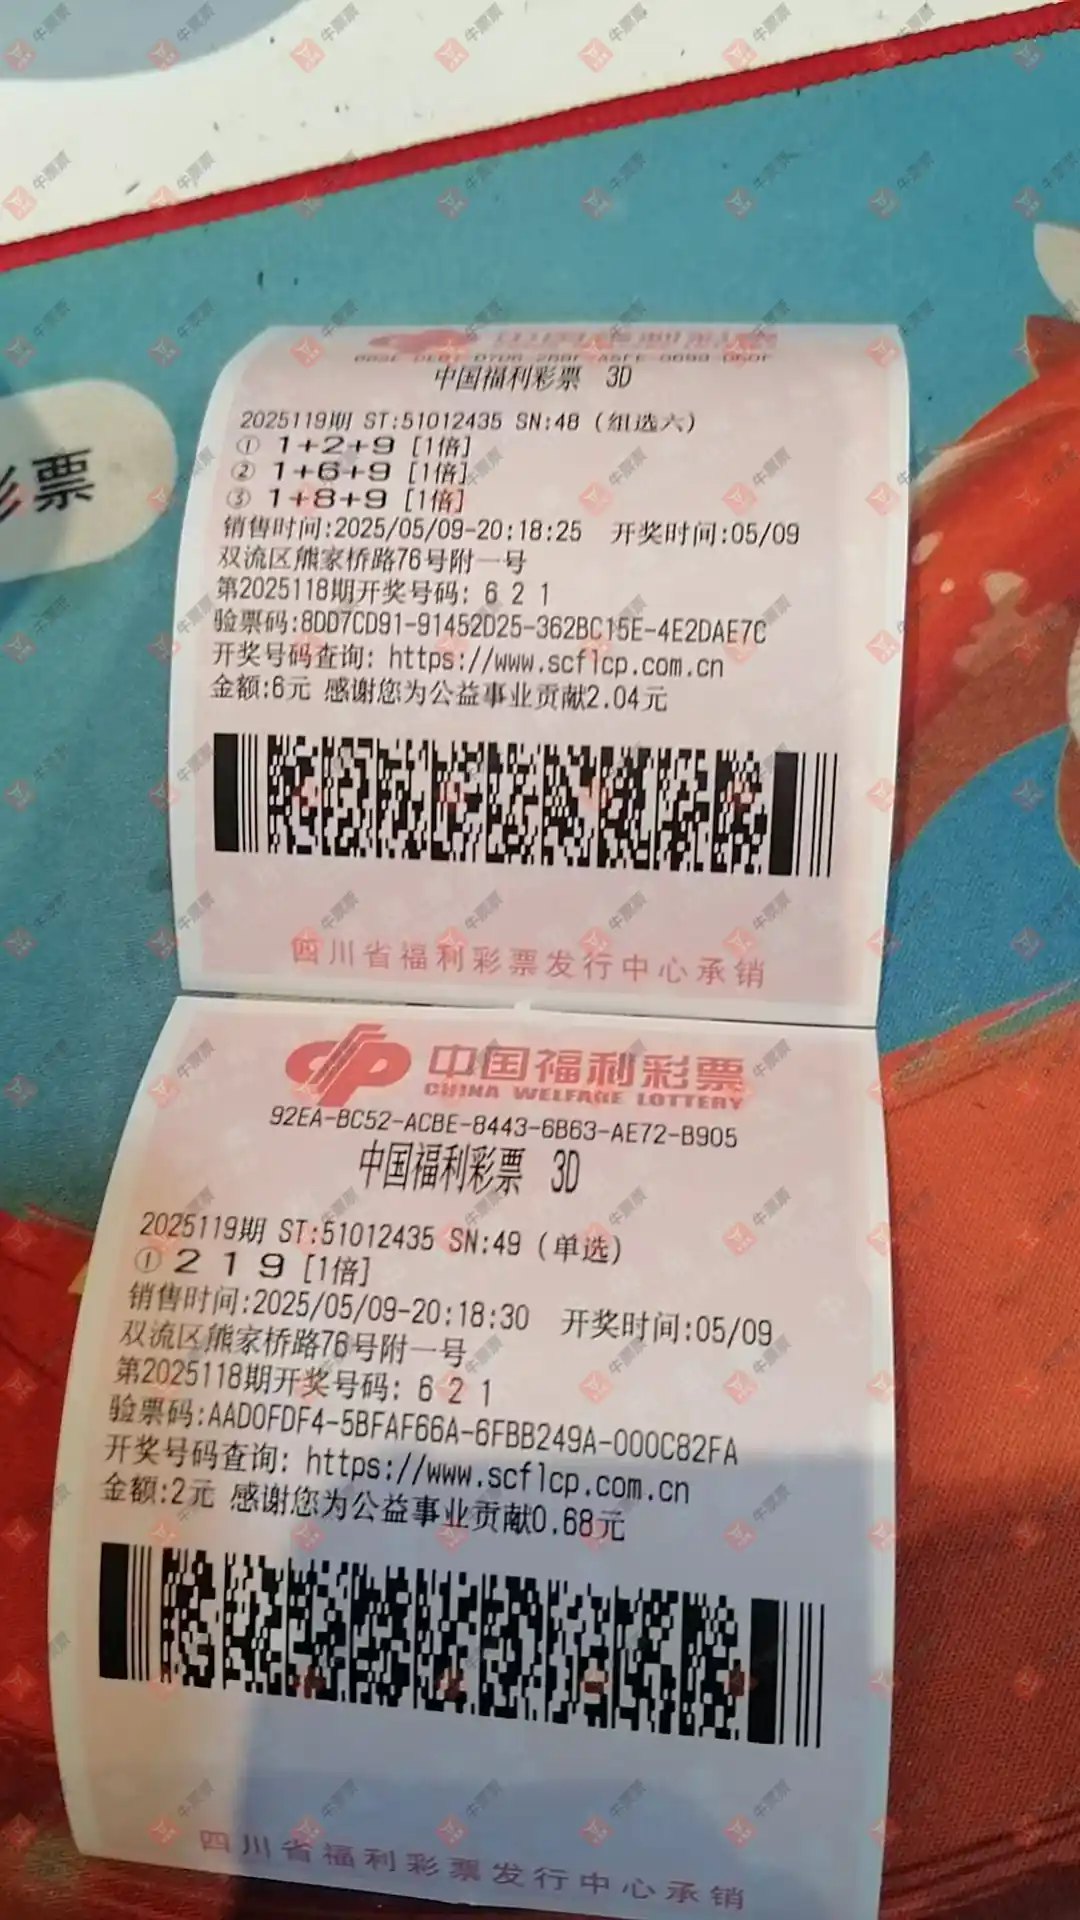 彩票
中国福利彩票 3D
2025119期 ST:51012435 SN:48 (组选六)
① 1+2+9 [1倍]
② 1+6+9 [1倍]
③ 1+8+9 [1倍]
销售时间:2025/05/09-20:18:25 开奖时间:05/09
双流区熊家桥路76号附一号
第2025118期开奖号码: 6 2 1
验票码:8DD7CD91-91452D25-362BC15E-4E2DAE7C
开奖号码查询: https://www.scflcp.com.cn
金额:6元 感谢您为公益事业贡献2.04元
四川省福利彩票发行中心承销
中国福利彩票
CHINA WELFARE LOTTERY
92EA-BC52-ACBE-8443-6B63-AE72-B905
中国福利彩票 3D
2025119期 ST:51012435 SN:49 (单选)
① 2 1 9 [1倍]
销售时间:2025/05/09-20:18:30 开奖时间:05/09
双流区熊家桥路76号附一号
第2025118期开奖号码: 6 2 1
验票码:AAD0FDF4-5BFAF66A-6FBB249A-000C82FA
开奖号码查询: https://www.scflcp.com.cn
金额:2元 感谢您为公益事业贡献0.68元
四川省福利彩票发行中心承销
牛票票